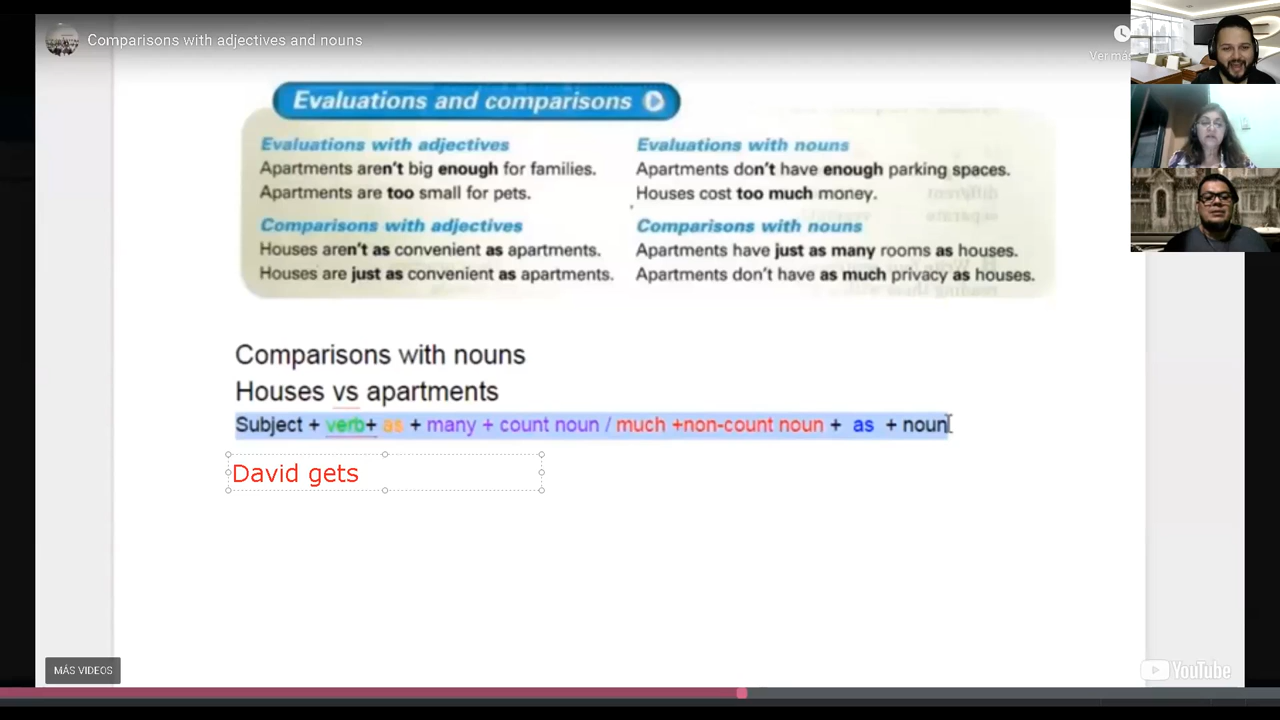 Comparisons with adjectives and nouns
Ver má
Evaluations and comparisons
Evaluations with adjectives
Apartments aren't big enough for families.
Apartments are too small for pets.
Comparisons with adjectives
Houses aren't as convenient as apartments.
Houses are just as convenient as apartments.
Evaluations with nouns
Apartments don't have enough parking spaces.
Houses cost too much money.
Comparisons with nouns
Apartments have just as many rooms as houses.
Apartments don't have as much privacy as houses.
Comparisons with nouns
Houses vs apartments
Subject + verb+ as + many + count noun / much +non-count noun + as + noun
David gets
MÁS VIDEOS
YouTube